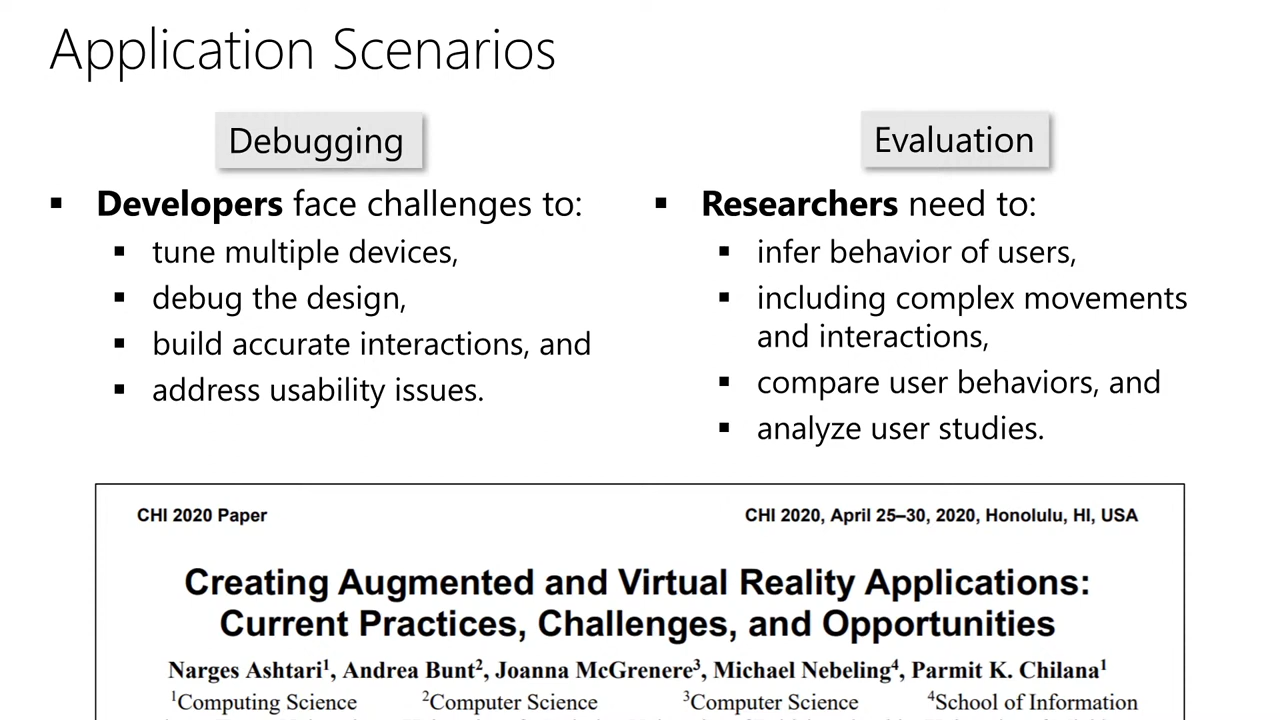 Application Scenarios
Debugging
▪ Developers face challenges to:
▪ tune multiple devices,
▪ debug the design,
▪ build accurate interactions, and
▪ address usability issues.
Evaluation
▪ Researchers need to:
▪ infer behavior of users,
▪ including complex movements
and interactions,
▪ compare user behaviors, and
▪ analyze user studies.
CHI 2020 Paper
CHI 2020, April 25–30, 2020, Honolulu, HI, USA
Creating Augmented and Virtual Reality Applications:
Current Practices, Challenges, and Opportunities
Narges Ashtari¹, Andrea Bunt², Joanna McGrenere³, Michael Nebeling⁴, Parmit K. Chilana¹
¹Computing Science ²Computer Science ³Computer Science ⁴School of Information